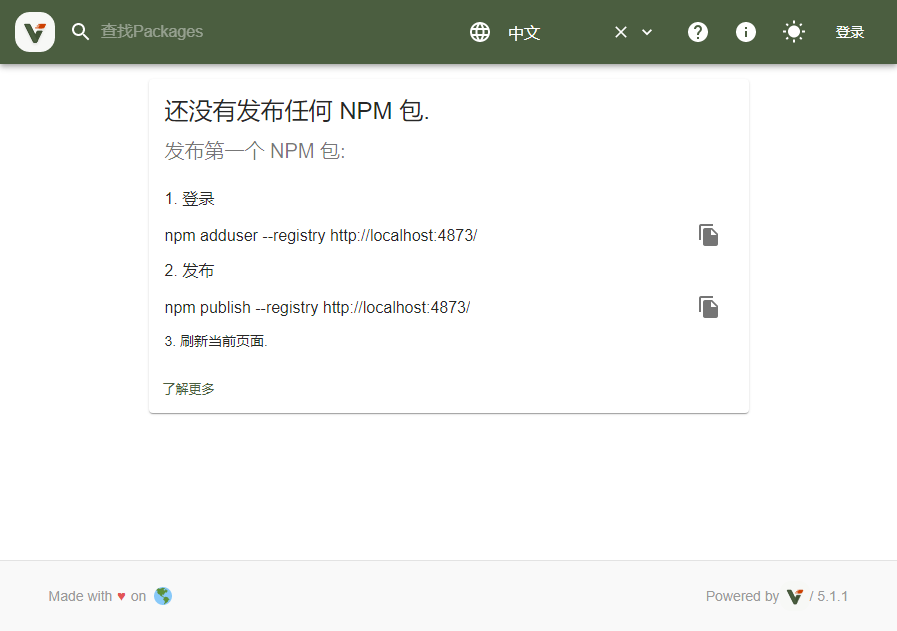 查找Packages
中文
登录
还没有发布任何 NPM 包.
发布第一个 NPM 包:
1. 登录
npm adduser --registry http://localhost:4873/
2. 发布
npm publish --registry http://localhost:4873/
3. 刷新当前页面.
了解更多
Made with ♥ on
Powered by / 5.1.1